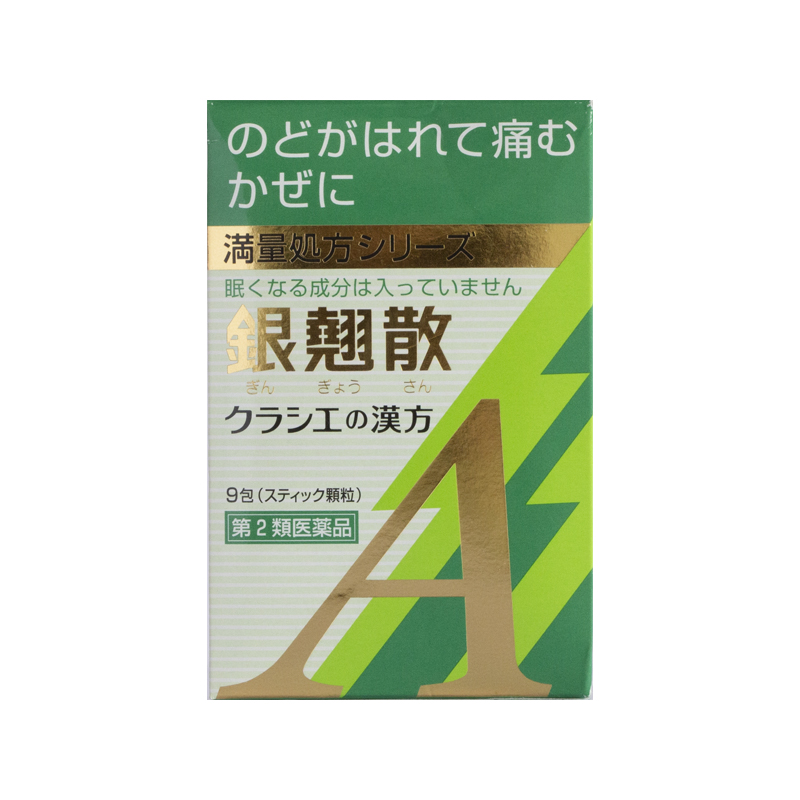 のどがはれて痛む
かぜに
満量処方シリーズ
眠くなる成分は入っていません
銀翹散
ぎん ぎょう さん
クラシエの漢方
9包(スティック顆粒)
第2類医薬品
A